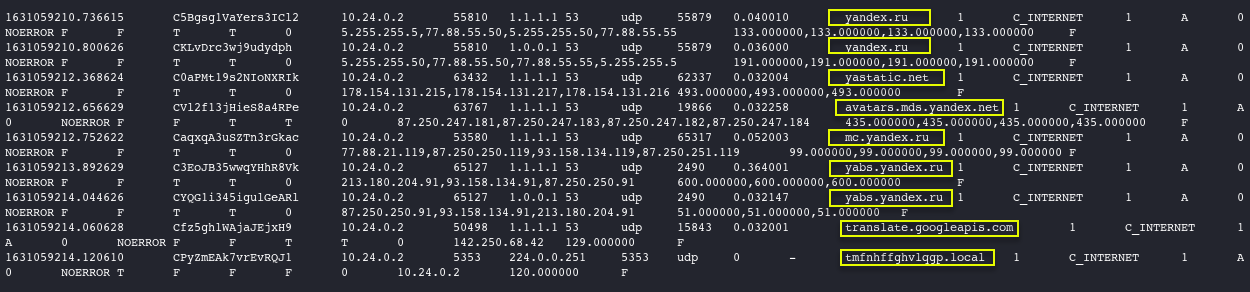 1631059210.736615 C5BgsglVaYers3ICl2 10.24.0.2 55810 1.1.1.1 53 udp 55879 0.040010 yandex.ru 1 C_INTERNET 1 A 0
NOERROR F F T T 0 5.255.255.5,77.88.55.50,5.255.255.50,77.88.55.55 133.000000,133.000000,133.000000,133.000000 F
1631059210.800626 CKLvDrc3wj9udydph 10.24.0.2 55810 1.0.0.1 53 udp 55879 0.036000 yandex.ru 1 C_INTERNET 1 A 0
NOERROR F F T T 0 5.255.255.50,77.88.55.50,77.88.55.55,5.255.255.5 191.000000,191.000000,191.000000,191.000000 F
1631059212.368624 C0aPMt19s2NIoNXRIk 10.24.0.2 63432 1.1.1.1 53 udp 62337 0.032004 yastatic.net 1 C_INTERNET 1 A 0
NOERROR F F T T 0 178.154.131.215,178.154.131.217,178.154.131.216 493.000000,493.000000,493.000000 F
1631059212.656629 CVl2fl3jHieS8a4RPe 10.24.0.2 63767 1.1.1.1 53 udp 19866 0.032258 avatars.mds.yandex.net 1 C_INTERNET 1 A
0 NOERROR F F T T 0 87.250.247.181,87.250.247.183,87.250.247.182,87.250.247.184 435.000000,435.000000,435.000000,435.000000 F
1631059212.752622 CaqxqA3uSZTn3rGkac 10.24.0.2 53580 1.1.1.1 53 udp 65317 0.052003 mc.yandex.ru 1 C_INTERNET 1 A 0
NOERROR F F T T 0 77.88.21.119,87.250.250.119,93.158.134.119,87.250.251.119 99.000000,99.000000,99.000000,99.000000 F
1631059213.892629 C3EoJB35wwqYHhR8Vk 10.24.0.2 65127 1.1.1.1 53 udp 2490 0.364001 yabs.yandex.ru 1 C_INTERNET 1 A 0
NOERROR F F T T 0 213.180.204.91,93.158.134.91,87.250.250.91 600.000000,600.000000,600.000000 F
1631059214.044626 CYQGli345igulGeARl 10.24.0.2 65127 1.0.0.1 53 udp 2490 0.032147 yabs.yandex.ru 1 C_INTERNET 1 A 0
NOERROR F F T T 0 87.250.250.91,93.158.134.91,213.180.204.91 51.000000,51.000000,51.000000 F
1631059214.060628 Cfz5ghlWAjaJEjxH9 10.24.0.2 50498 1.1.1.1 53 udp 15843 0.032001 translate.googleapis.com 1 C_INTERNET 1
A 0 NOERROR F F T T 0 142.250.68.42 129.000000 F
1631059214.120610 CPyZmEAk7vrEvRQJl 10.24.0.2 5353 224.0.0.251 5353 udp 0 - tmfnhffghvlqgp.local 1 C_INTERNET 1 A
0 NOERROR T F F F 0 10.24.0.2 120.000000 F